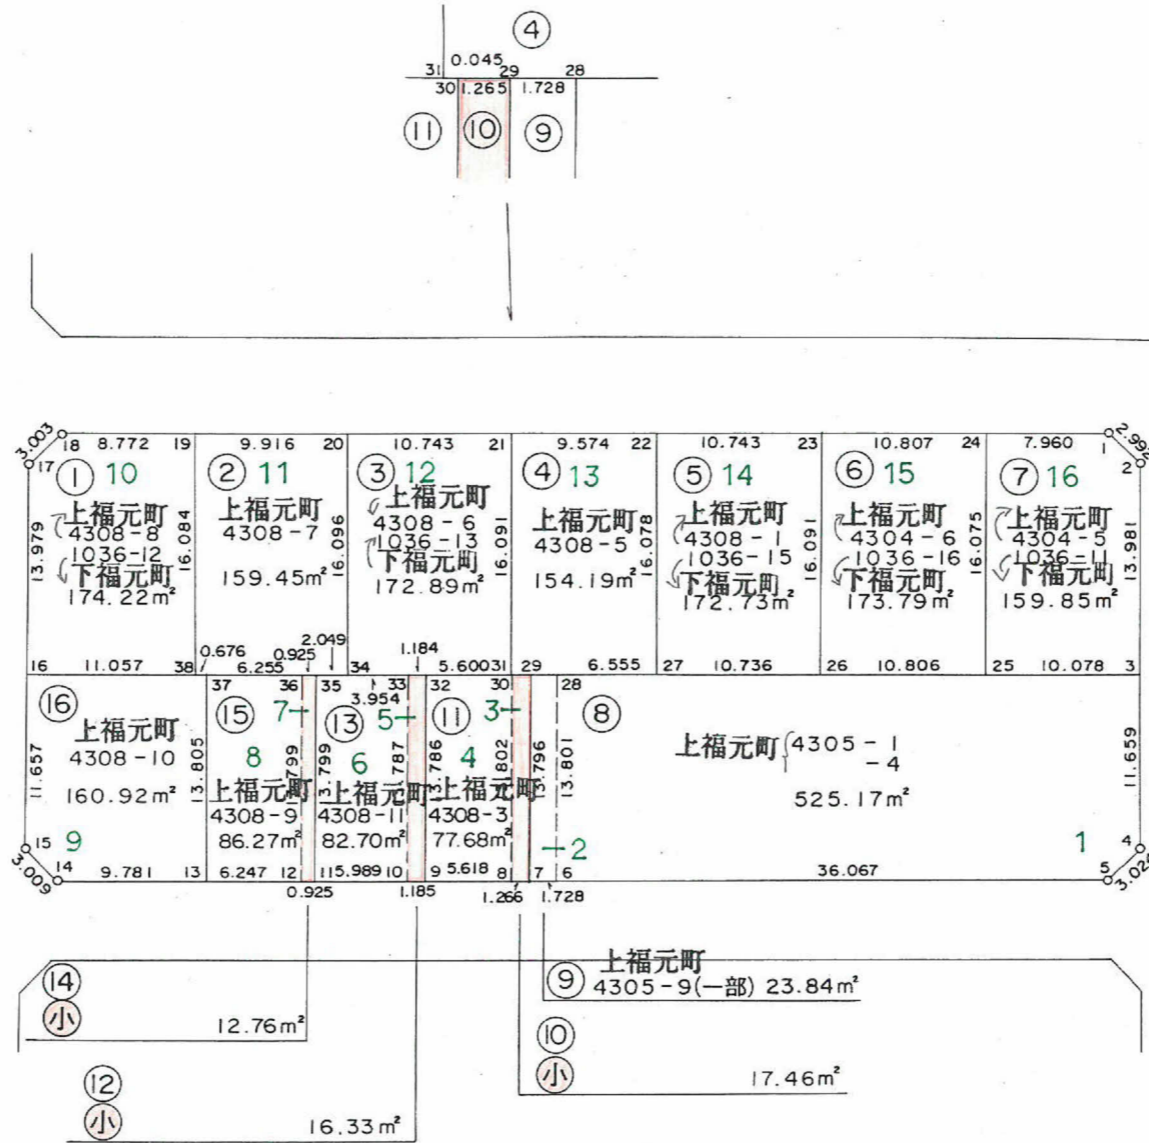 ④
31 0.045 29 28
30 1.265 1.728
⑪ ⑩ ⑨
3.003 18 8.772 19 9.916 20 10.743 21 9.574 22 10.743 23 10.807 24 7.960 1 2.992
17 2
① 10
上福元町
4308-8
1036-12
下福元町
174.22m²
13.979
16.084
② 11
上福元町
4308-7
159.45m²
16.096
③ 12
上福元町
4308-6
1036-13
下福元町
172.89m²
16.091
④ 13
上福元町
4308-5
154.19m²
16.078
⑤ 14
上福元町
4308-1
1036-15
下福元町
172.73m²
16.091
⑥ 15
上福元町
4304-6
1036-16
下福元町
173.79m²
16.075
⑦ 16
上福元町
4304-5
1036-11
下福元町
159.85m²
13.981
0.676 0.925 2.049 1.184
16 11.057 38 6.255 34 5.600 31 29 6.555 27 10.736 26 10.806 25 10.078 3
37 36 35 3.954 33 32 30 28
⑯
上福元町
4308-10
160.92m²
11.657
13.805
9
⑮ 7
8
上福元町
4308-9
86.27m²
13.799
⑬ 5
6
上福元町
4308-11
82.70m²
13.787
⑪ 3
4
上福元町
4308-3
77.68m²
13.786
13.796
13.801
2
⑧
上福元町 4305-1
-4
525.17m²
11.659
1
15 4
3.009 14 9.781 13 6.247 12 11 5.989 10 9 5.618 8 7 6 36.067 5
0.925 1.185 1.266 1.728
⑭
小
12.76m²
⑫
小
16.33m²
⑨ 上福元町
4305-9(一部) 23.84m²
⑩
小
17.46m²